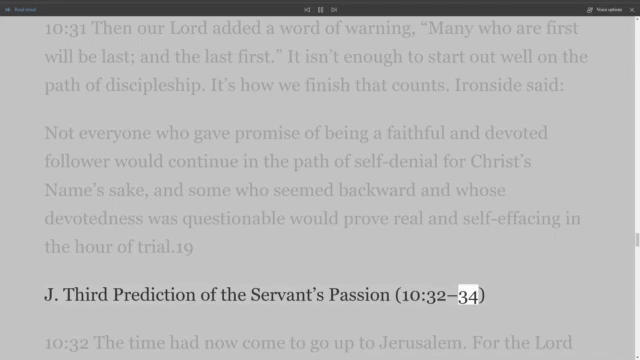 Read aloud
Voice options
10:31 Then our Lord added a word of warning, “Many who are first
will be last; and the last first.” It isn’t enough to start out well on the
path of discipleship. It’s how we finish that counts. Ironside said:
Not everyone who gave promise of being a faithful and devoted
follower would continue in the path of self-denial for Christ’s
Name’s sake, and some who seemed backward and whose
devotedness was questionable would prove real and self-effacing in
the hour of trial.19
J. Third Prediction of the Servant’s Passion (10:32–34)
10:32 The time had now come to go up to Jerusalem. For the Lord